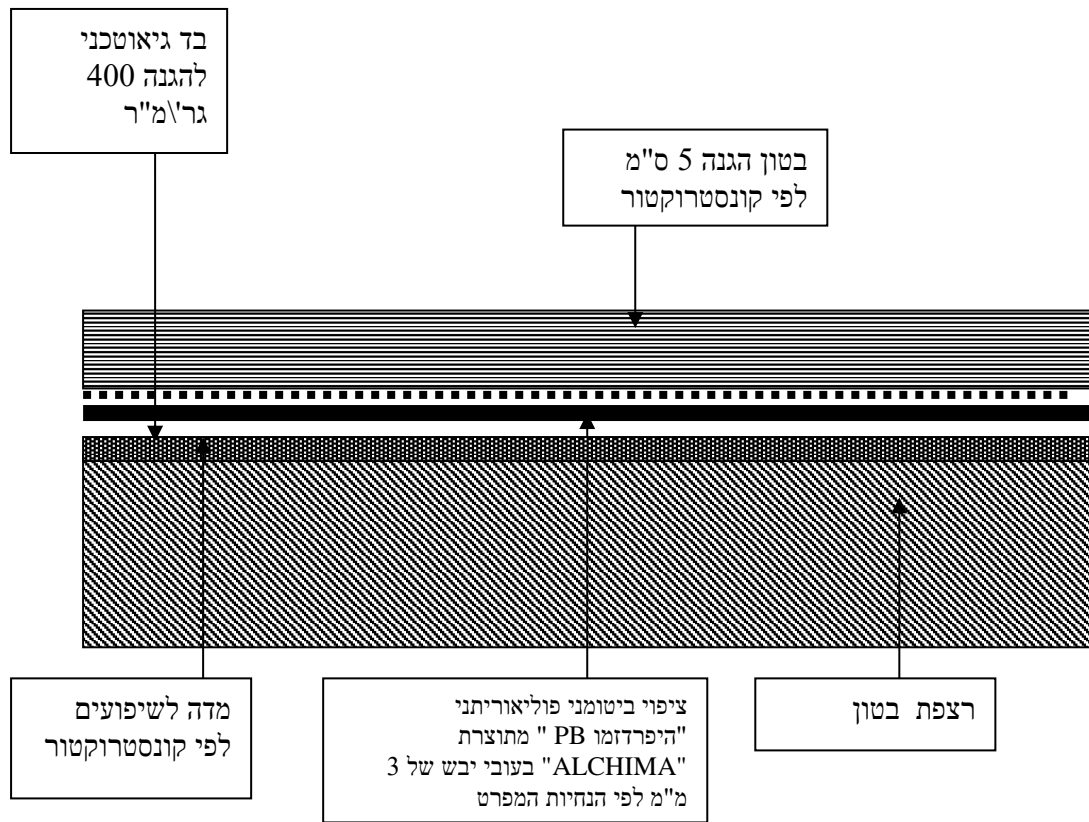 בד גיאוטכני
להגנה 400
גר'\מ"ר
בטון הגנה 5 ס"מ
לפי קונסטרוקטור
מדה לשיפועים
לפי קונסטרוקטור
ציפוי ביטומני פוליאוריתני
"היפרדזמו PB " מתוצרת
"ALCHIMA" בעובי יבש של 3
מ"מ לפי הנחיות המפרט
רצפת בטון